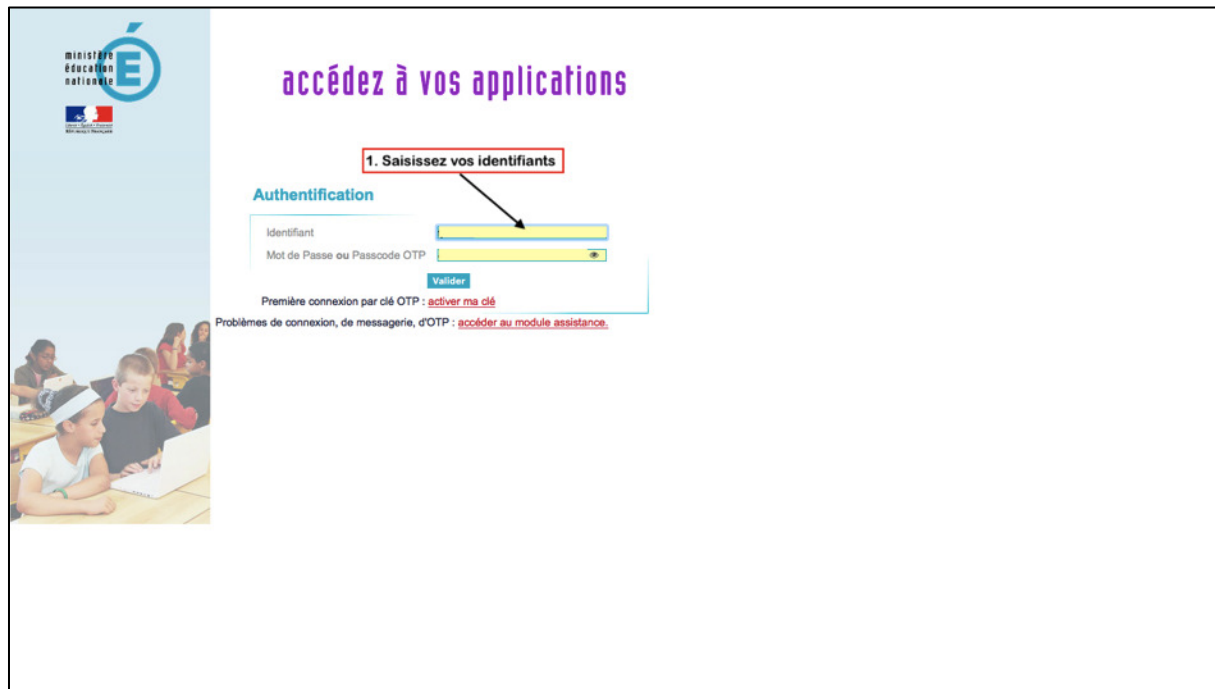 ministère
éducation
nationale
É
accédez à vos applications
1. Saisissez vos identifiants
Authentification
Identifiant
Mot de Passe ou Passcode OTP
Valider
Première connexion par clé OTP : activer ma clé
Problèmes de connexion, de messagerie, d'OTP : accéder au module assistance.